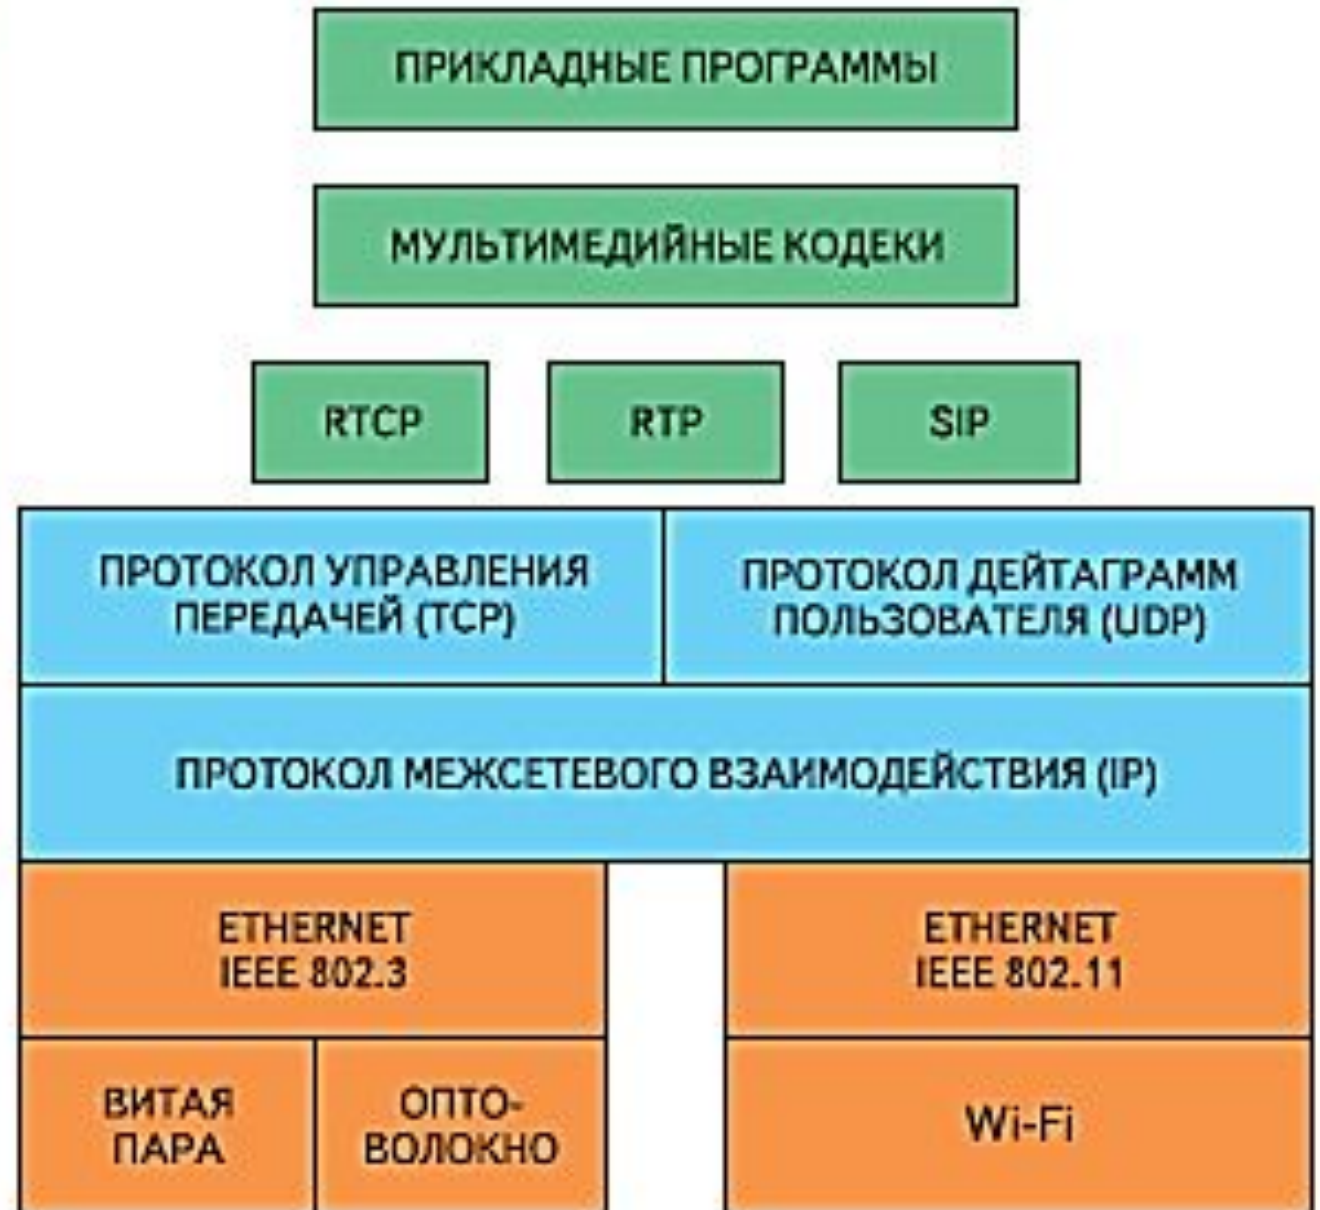 ПРИКЛАДНЫЕ ПРОГРАММЫ
МУЛЬТИМЕДИЙНЫЕ КОДЕКИ
RTCP
RTP
SIP
ПРОТОКОЛ УПРАВЛЕНИЯ
ПЕРЕДАЧЕЙ (TCP)
ПРОТОКОЛ ДЕЙТАГРАММ
ПОЛЬЗОВАТЕЛЯ (UDP)
ПРОТОКОЛ МЕЖСЕТЕВОГО ВЗАИМОДЕЙСТВИЯ (IP)
ETHERNET
IEEE 802.3
ETHERNET
IEEE 802.11
ВИТАЯ
ПАРА
ОПТО-
ВОЛОКНО
Wi-Fi